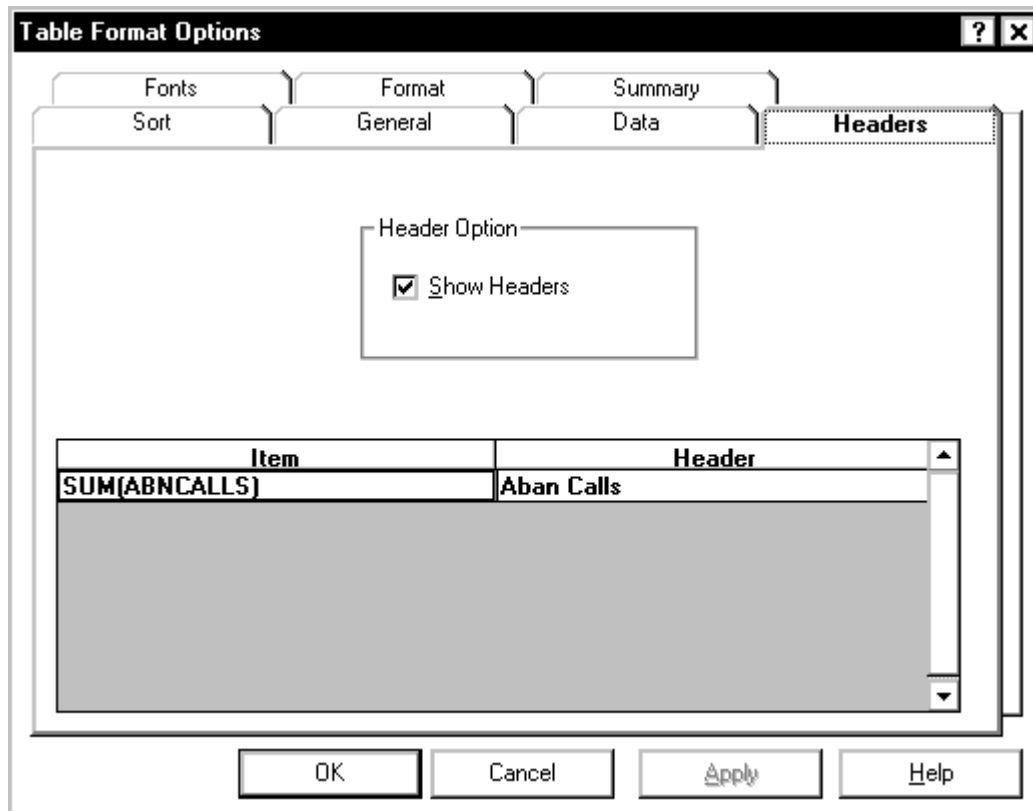 Table Format Options
? X
Fonts Format Summary
Sort General Data Headers
Header Option
Show Headers
Item Header
SUM(ABNCALLS) Aban Calls
OK Cancel Apply Help